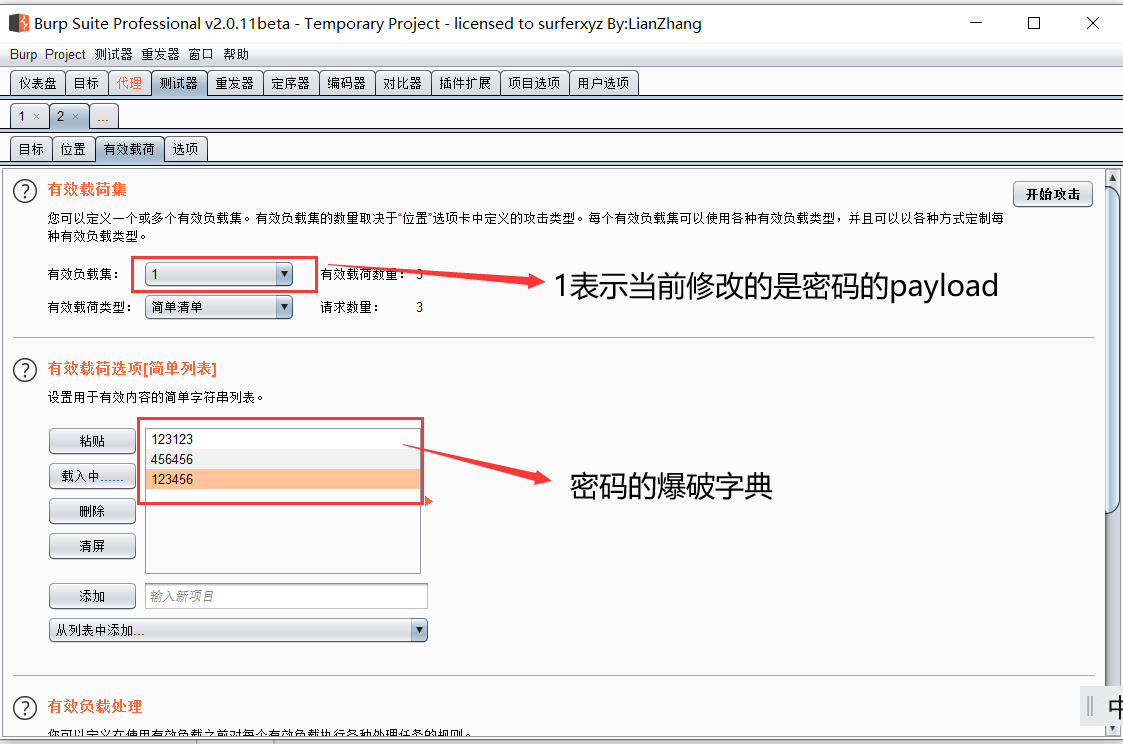 Burp Suite Professional v2.0.11beta - Temporary Project - licensed to surferxyz By:LianZhang
Burp Project 测试器 重发器 窗口 帮助
仪表盘 目标 代理 测试器 重发器 定序器 编码器 对比器 插件扩展 项目选项 用户选项
1 × 2 × ...
目标 位置 有效载荷 选项
? 有效载荷集
开始攻击
您可以定义一个或多个有效负载集。有效负载集的数量取决于“位置”选项卡中定义的攻击类型。每个有效负载集可以使用各种有效负载类型，并且可以以各种方式定制每
种有效负载类型。
有效负载集： 1 有效载荷数量： 3
1表示当前修改的是密码的payload
有效载荷类型： 简单清单 请求数量： 3
? 有效载荷选项[简单列表]
设置用于有效内容的简单字符串列表。
粘贴 123123
456456
载入中...... 123456
密码的爆破字典
删除
清屏
添加 输入新项目
从列表中添加...
? 有效负载处理
您可以定义在使用有效负载之前对每个有效负载执行各种处理任务的规则。
中